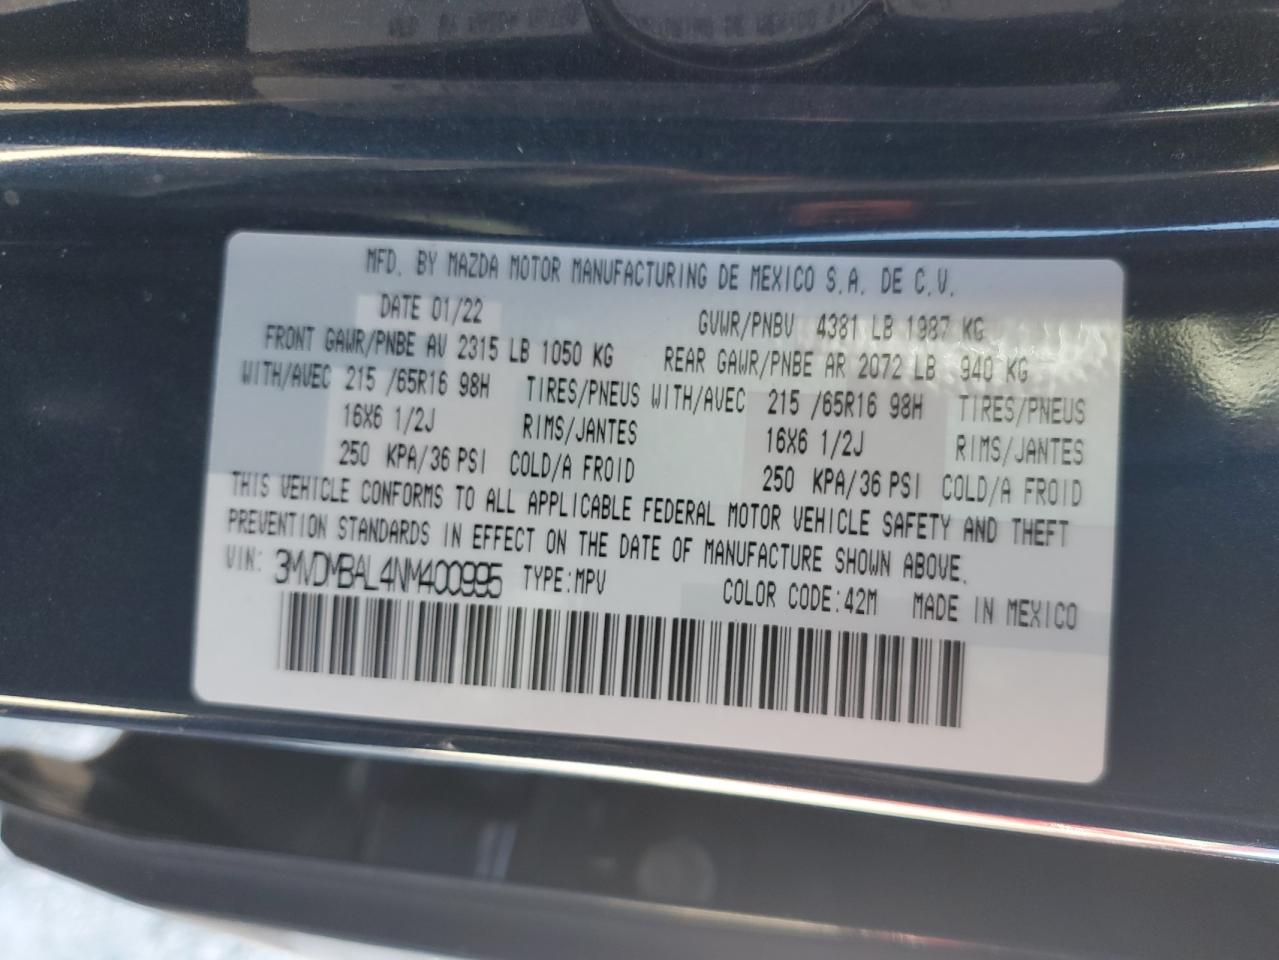 MFD. BY MAZDA MOTOR MANUFACTURING DE MEXICO S.A. DE C.V.
DATE 01/22 GVWR/PNBV 4381 LB 1987 KG
FRONT GAWR/PNBE AV 2315 LB 1050 KG REAR GAWR/PNBE AR 2072 LB 940 KG
WITH/AVEC 215 /65R16 98H TIRES/PNEUS WITH/AVEC 215 /65R16 98H TIRES/PNEUS
16X6 1/2J RIMS/JANTES 16X6 1/2J RIMS/JANTES
250 KPA/36 PSI COLD/A FROID 250 KPA/36 PSI COLD/A FROID
THIS VEHICLE CONFORMS TO ALL APPLICABLE FEDERAL MOTOR VEHICLE SAFETY AND THEFT
PREVENTION STANDARDS IN EFFECT ON THE DATE OF MANUFACTURE SHOWN ABOVE.
VIN: 3MVDMBAL4NM400995 TYPE:MPV COLOR CODE:42M MADE IN MEXICO